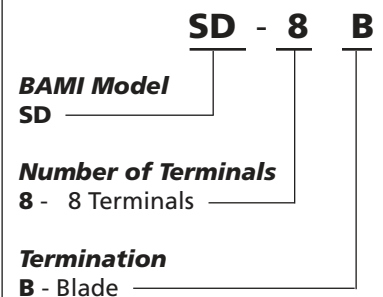 SD - 8 B
BAMI Model
SD
Number of Terminals
8 - 8 Terminals
Termination
B - Blade